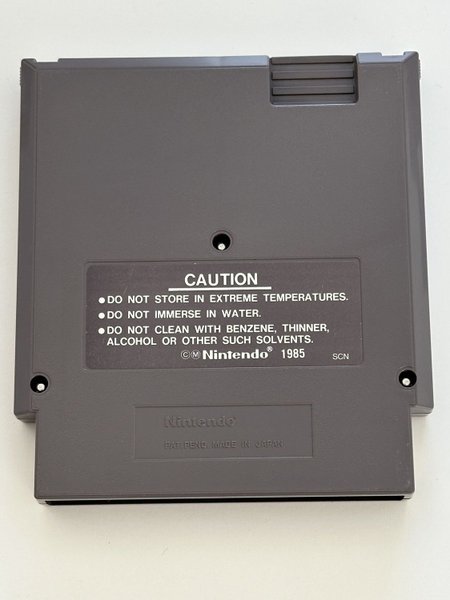 CAUTION
●DO NOT STORE IN EXTREME TEMPERATURES.
●DO NOT IMMERSE IN WATER.
●DO NOT CLEAN WITH BENZENE, THINNER,
ALCOHOL OR OTHER SUCH SOLVENTS.
©Ⓜ Nintendo® 1985 SCN
Nintendo®
PAT. PEND. MADE IN JAPAN